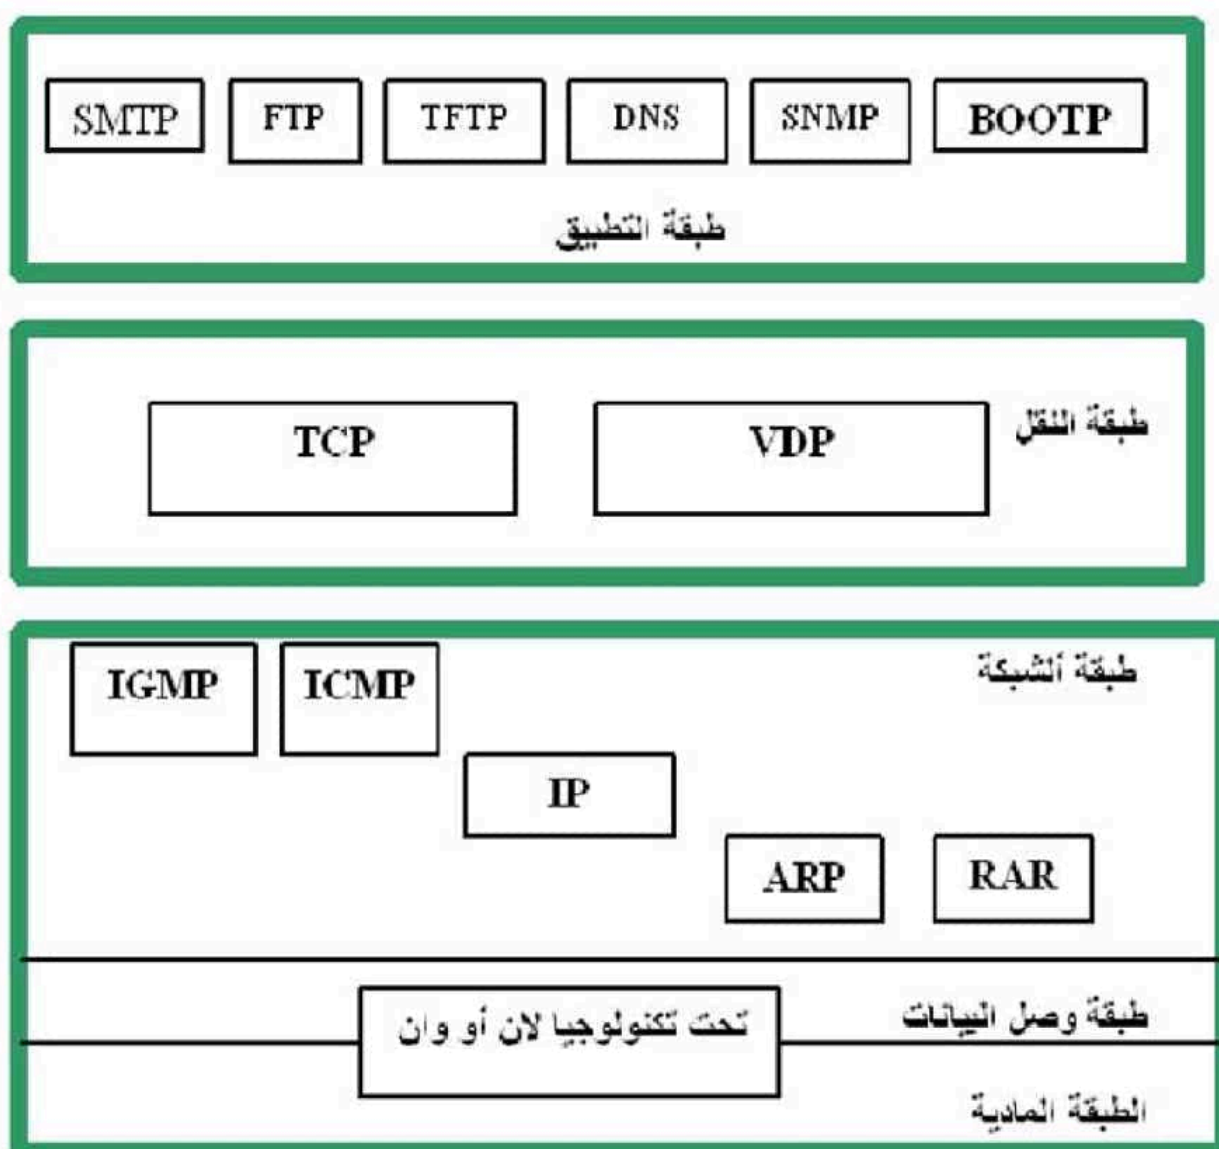 SMTP FTP TFTP DNS SNMP BOOTP
طبقة التطبيق
TCP VDP طبقة النقل
IGMP ICMP طبقة ألشبكة
IP
ARP RAR
طبقة وصل البيانات
تحت تكنولوجيا لان أو وان
الطبقة المادية